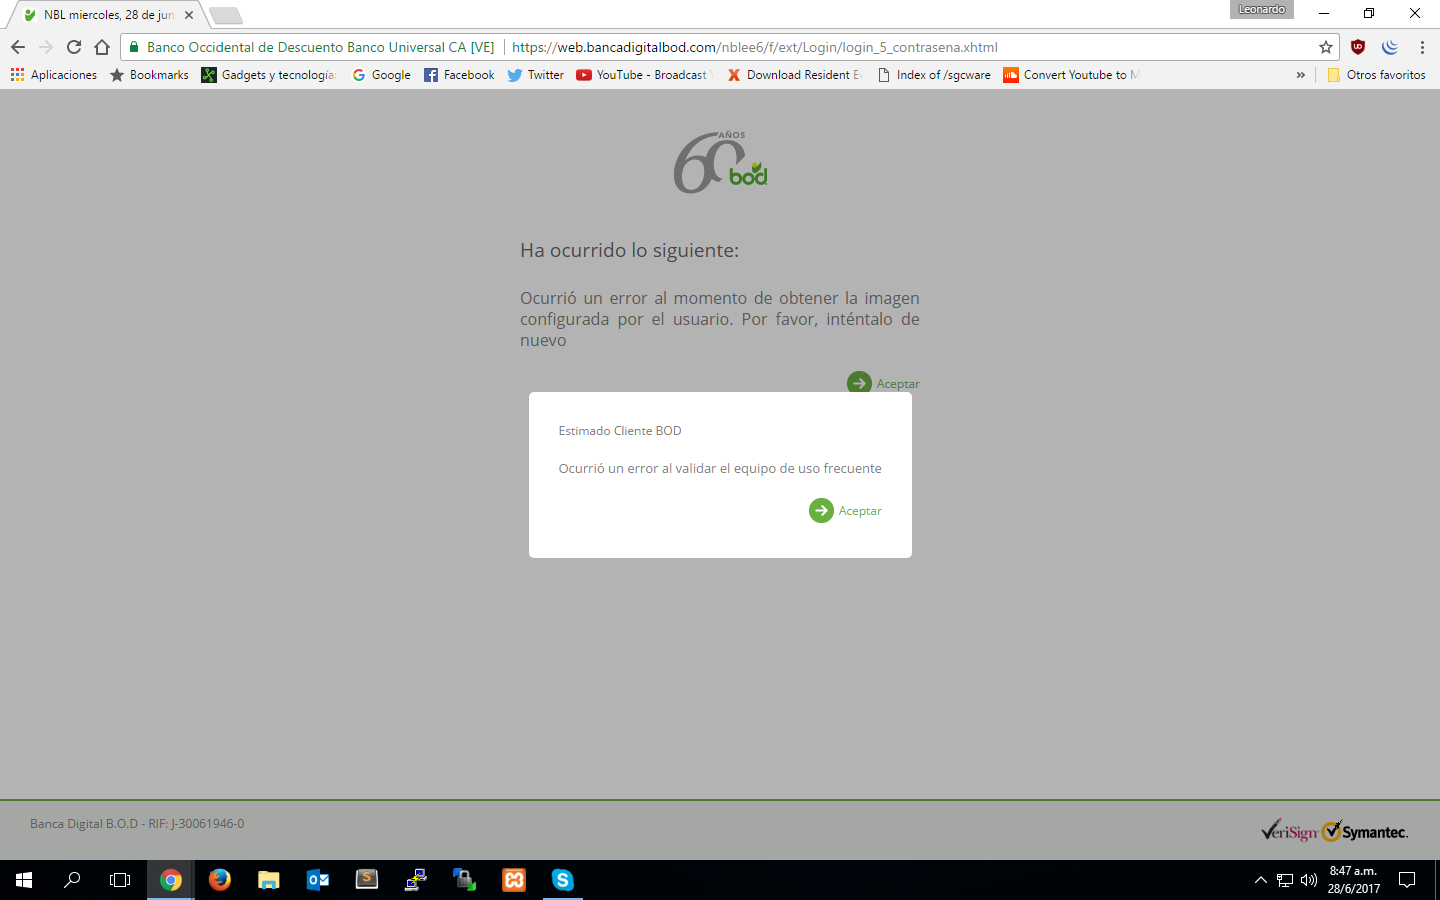 NBL miercoles, 28 de jun
Leonardo
Banco Occidental de Descuento Banco Universal CA [VE]
https://web.bancadigitalbod.com/nblee6/f/ext/Login/login_5_contrasena.xhtml
Aplicaciones
Bookmarks
Gadgets y tecnologías
Google
Facebook
Twitter
YouTube - Broadcast Y
Download Resident Ev
Index of /sgcware
Convert Youtube to M
»
Otros favoritos
60 AÑOS
bod
Ha ocurrido lo siguiente:
Ocurrió un error al momento de obtener la imagen
configurada por el usuario. Por favor, inténtalo de
nuevo
Aceptar
Estimado Cliente BOD
Ocurrió un error al validar el equipo de uso frecuente
Aceptar
Banca Digital B.O.D - RIF: J-30061946-0
VeriSign
Symantec.
8:47 a.m.
28/6/2017